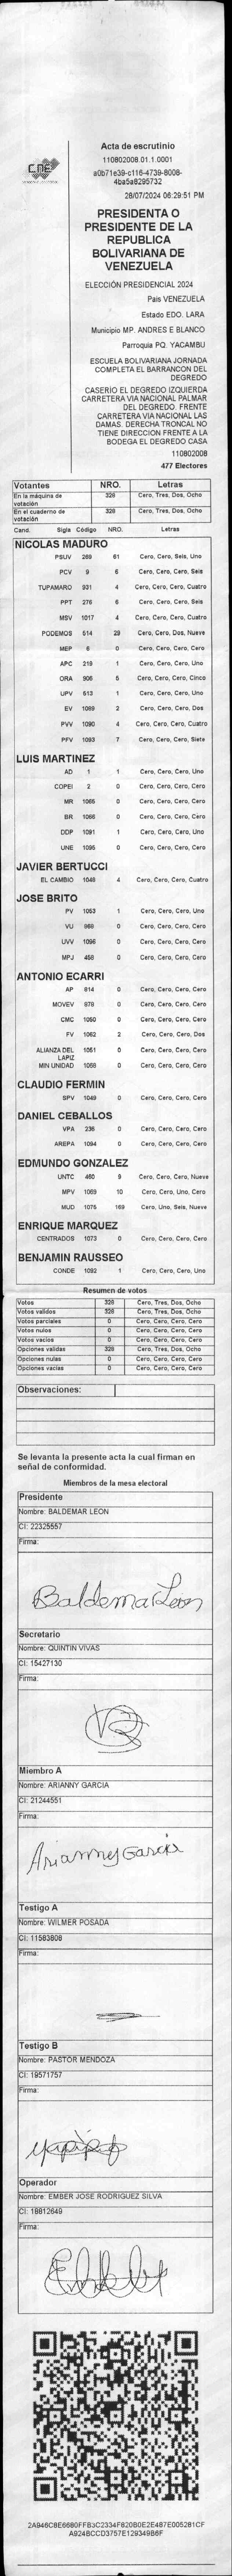 CNE
Acta de escrutinio
110802008.01.1.0001
a0b71e39-c116-4739-8008-
4ba5a8295732
28/07/2024 06:29:51 PM
PRESIDENTA O
PRESIDENTE DE LA
REPUBLICA
BOLIVARIANA DE
VENEZUELA
ELECCIÓN PRESIDENCIAL 2024
Pais VENEZUELA
Estado EDO. LARA
Municipio MP. ANDRES E BLANCO
Parroquia PQ. YACAMBU
ESCUELA BOLIVARIANA JORNADA
COMPLETA EL BARRANCON DEL
DEGREDO
CASERÍO EL DEGREDO IZQUIERDA
CARRETERA VIA NACIONAL PALMAR
DEL DEGREDO. FRENTE
CARRETERA VIA NACIONAL LAS
DAMAS. DERECHA TRONCAL NO
TIENE DIRECCION FRENTE A LA
BODEGA EL DEGREDO CASA
110802008
477 Electores
Votantes NRO. Letras
En la máquina de votación 328 Cero, Tres, Dos, Ocho
En el cuaderno de votación 328 Cero, Tres, Dos, Ocho
Cand. Sigla Código NRO. Letras
NICOLAS MADURO
PSUV 269 61 Cero, Cero, Seis, Uno
PCV 9 6 Cero, Cero, Cero, Seis
TUPAMARO 931 4 Cero, Cero, Cero, Cuatro
PPT 276 6 Cero, Cero, Cero, Seis
MSV 1017 4 Cero, Cero, Cero, Cuatro
PODEMOS 514 29 Cero, Cero, Dos, Nueve
MEP 6 0 Cero, Cero, Cero, Cero
APC 219 1 Cero, Cero, Cero, Uno
ORA 906 5 Cero, Cero, Cero, Cinco
UPV 513 1 Cero, Cero, Cero, Uno
EV 1089 2 Cero, Cero, Cero, Dos
PVV 1090 4 Cero, Cero, Cero, Cuatro
PFV 1093 7 Cero, Cero, Cero, Siete
LUIS MARTINEZ
AD 1 1 Cero, Cero, Cero, Uno
COPEI 2 0 Cero, Cero, Cero, Cero
MR 1065 0 Cero, Cero, Cero, Cero
BR 1066 0 Cero, Cero, Cero, Cero
DDP 1091 1 Cero, Cero, Cero, Uno
UNE 1095 0 Cero, Cero, Cero, Cero
JAVIER BERTUCCI
EL CAMBIO 1048 4 Cero, Cero, Cero, Cuatro
JOSE BRITO
PV 1053 1 Cero, Cero, Cero, Uno
VU 868 0 Cero, Cero, Cero, Cero
UVV 1096 0 Cero, Cero, Cero, Cero
MPJ 458 0 Cero, Cero, Cero, Cero
ANTONIO ECARRI
AP 814 0 Cero, Cero, Cero, Cero
MOVEV 878 0 Cero, Cero, Cero, Cero
CMC 1050 0 Cero, Cero, Cero, Cero
FV 1062 2 Cero, Cero, Cero, Dos
ALIANZA DEL LAPIZ 1051 0 Cero, Cero, Cero, Cero
MIN UNIDAD 1058 0 Cero, Cero, Cero, Cero
CLAUDIO FERMIN
SPV 1049 0 Cero, Cero, Cero, Cero
DANIEL CEBALLOS
VPA 236 0 Cero, Cero, Cero, Cero
AREPA 1094 0 Cero, Cero, Cero, Cero
EDMUNDO GONZALEZ
UNTC 460 9 Cero, Cero, Cero, Nueve
MPV 1069 10 Cero, Cero, Uno, Cero
MUD 1075 169 Cero, Uno, Seis, Nueve
ENRIQUE MARQUEZ
CENTRADOS 1073 0 Cero, Cero, Cero, Cero
BENJAMIN RAUSSEO
CONDE 1092 1 Cero, Cero, Cero, Uno
Resumen de votos
Votos 328 Cero, Tres, Dos, Ocho
Votos validos 328 Cero, Tres, Dos, Ocho
Votos parciales 0 Cero, Cero, Cero, Cero
Votos nulos 0 Cero, Cero, Cero, Cero
Votos vacios 0 Cero, Cero, Cero, Cero
Opciones validas 328 Cero, Tres, Dos, Ocho
Opciones nulas 0 Cero, Cero, Cero, Cero
Opciones vacias 0 Cero, Cero, Cero, Cero
Observaciones:
Se levanta la presente acta la cual firman en
señal de conformidad.
Miembros de la mesa electoral
Presidente
Nombre: BALDEMAR LEON
CI: 22325557
Firma:
Baldemar Leon
Secretario
Nombre: QUINTIN VIVAS
CI: 15427130
Firma:
Miembro A
Nombre: ARIANNY GARCIA
CI: 21244551
Firma:
Arianny Garcia
Testigo A
Nombre: WILMER POSADA
CI: 11583808
Firma:
Testigo B
Nombre: PASTOR MENDOZA
CI: 19571757
Firma:
Operador
Nombre: EMBER JOSE RODRIGUEZ SILVA
CI: 18812649
Firma:
2A946C8E6680FFB3C2334F820B0E2E487E005281CF
A924BCCD3757E129349B6F